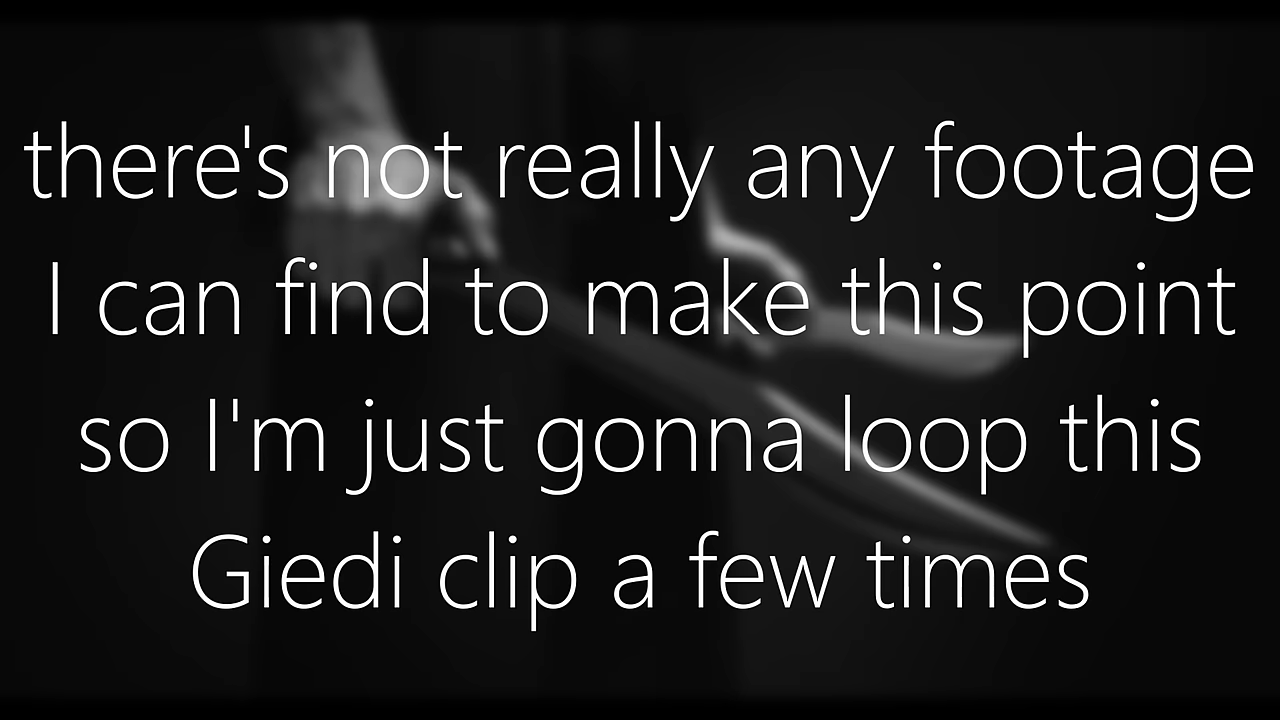 there's not really any footage
I can find to make this point
so I'm just gonna loop this
Giedi clip a few times